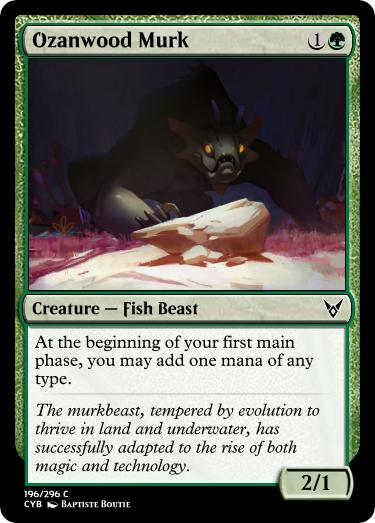 Ozanwood Murk 1
Creature — Fish Beast
At the beginning of your first main
phase, you may add one mana of any
type.
The murkbeast, tempered by evolution to
thrive in land and underwater, has
successfully adapted to the rise of both
magic and technology.
2/1
196/296 C
CYB Baptiste Boutie